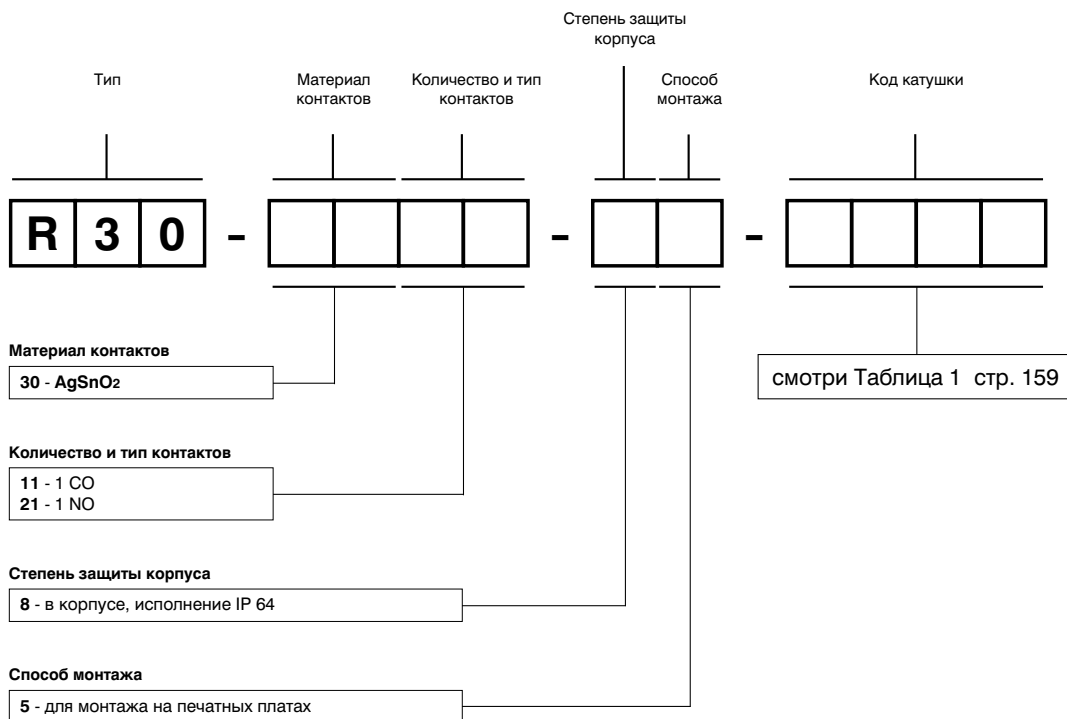 Степень защиты
корпуса
Тип
Материал
контактов
Количество и тип
контактов
Способ
монтажа
Код катушки
R 3 0 - - -
Материал контактов
30 - AgSnO2
смотри Таблица 1 стр. 159
Количество и тип контактов
11 - 1 CO
21 - 1 NO
Степень защиты корпуса
8 - в корпусе, исполнение IP 64
Способ монтажа
5 - для монтажа на печатных платах